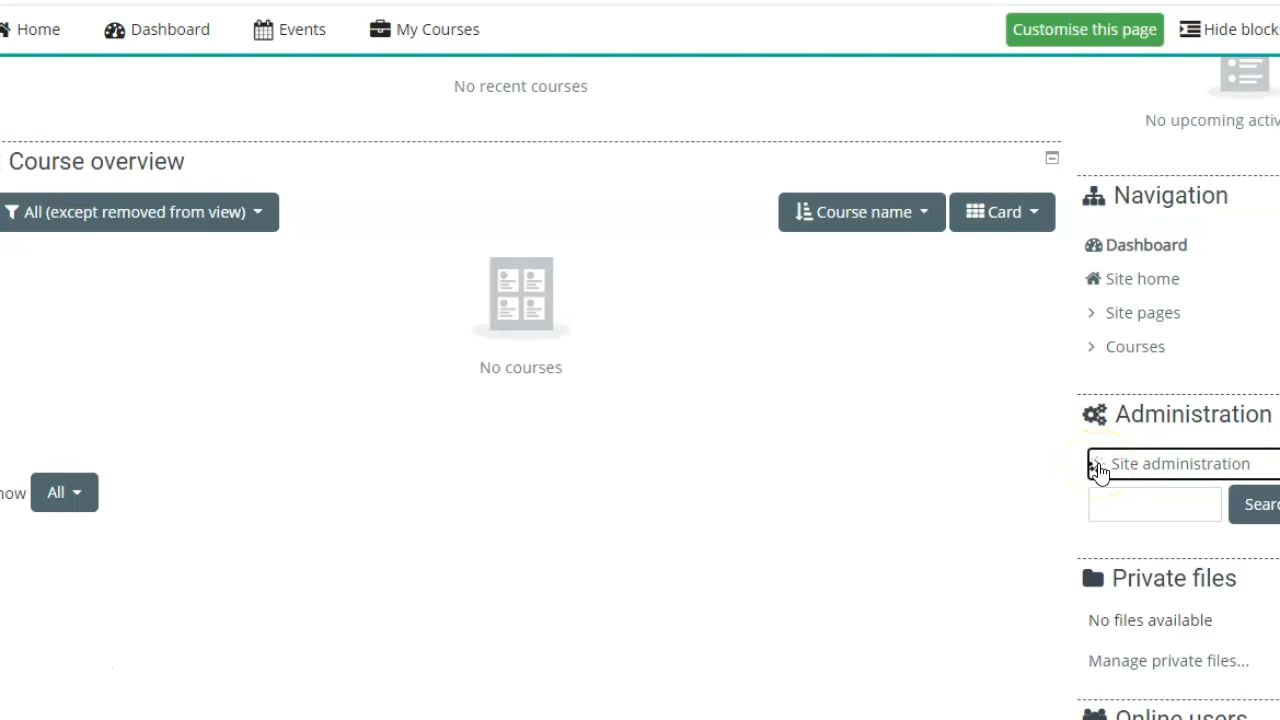 Home Dashboard Events My Courses Customise this page Hide block
No recent courses
No upcoming activ
Course overview
All (except removed from view) Course name Card
No courses
now All
Navigation
Dashboard
Site home
Site pages
Courses
Administration
Site administration
Searc
Private files
No files available
Manage private files...
Online users